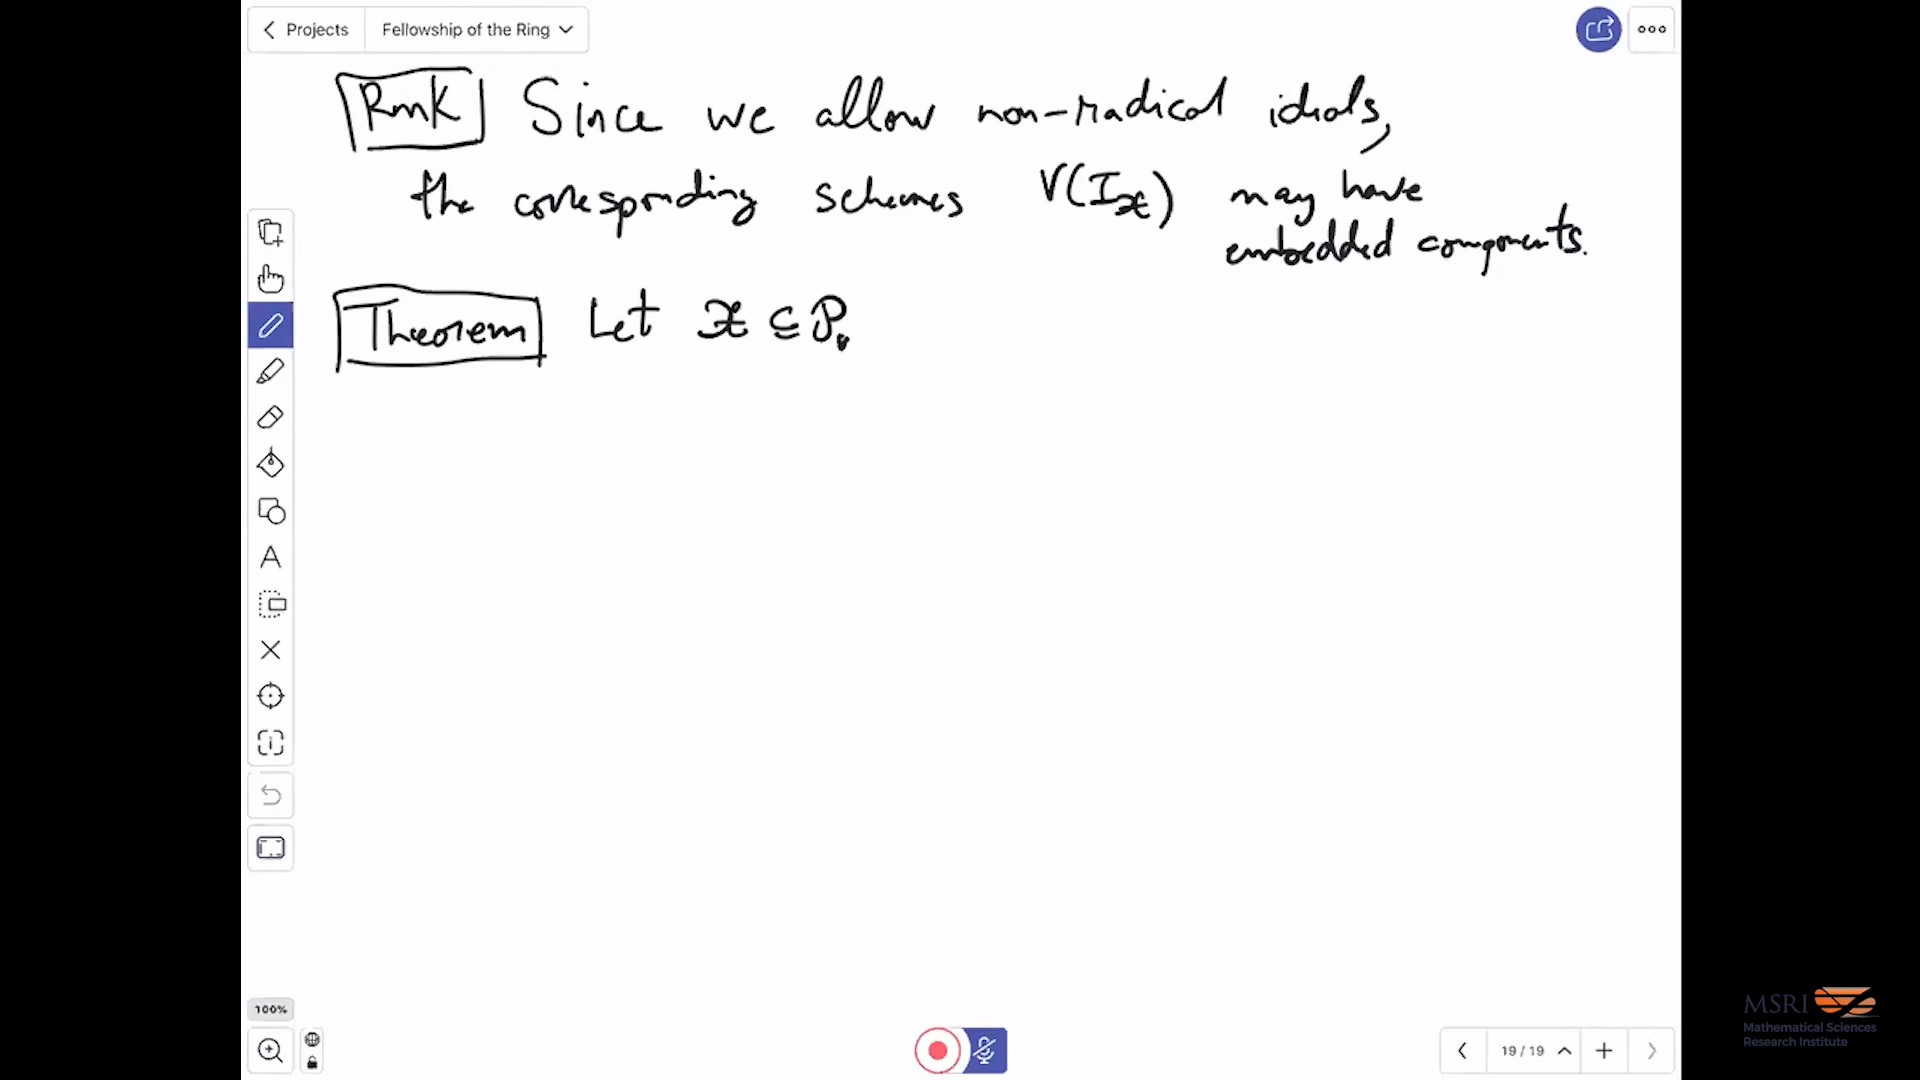 Projects
Fellowship of the Ring
Rmk Since we allow non-radical ideals,
the corresponding schemes V(I_𝒳) may have
embedded components.
Theorem Let 𝒳 ⊆ P
A
100%
19/19
MSRI
Mathematical Sciences
Research Institute